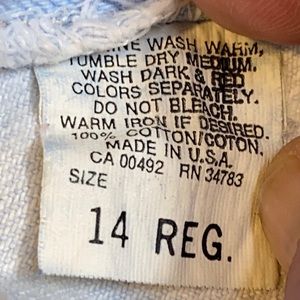 WASH WARM,
TUMBLE DRY MEDIUM.
WASH DARK & RED
COLORS SEPARATELY.
DO NOT BLEACH.
WARM IRON IF DESIRED.
100% COTTON/COTTON.
MADE IN U.S.A.
CA 00492 RN 34783
SIZE
14 REG.